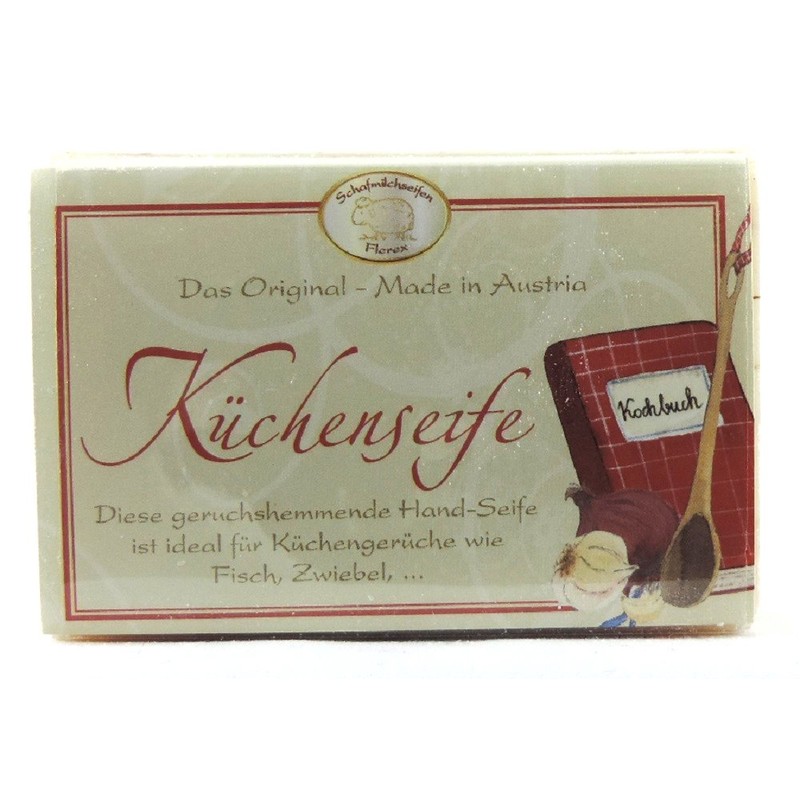 Schafmilchseifen
Florex
Das Original - Made in Austria
Küchenseife
Kochbuch
Diese geruchshemmende Hand-Seife
ist ideal für Küchengerüche wie
Fisch, Zwiebel, ...